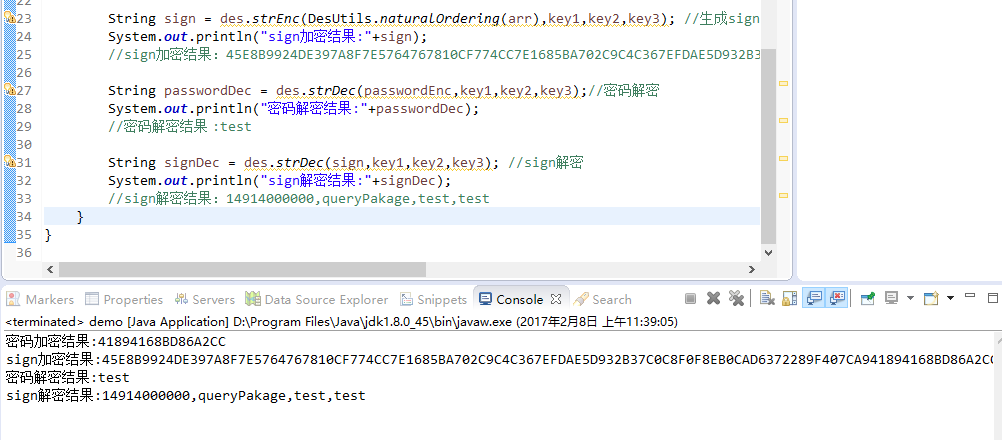 22
23 String sign = des.strEnc(DesUtils.naturalOrdering(arr),key1,key2,key3); //生成sign
24 System.out.println("sign加密结果:"+sign);
25 //sign加密结果: 45E8B9924DE397A8F7E5764767810CF774CC7E1685BA702C9C4C367EFDAE5D932B3
26
27 String passwordDec = des.strDec(passwordEnc,key1,key2,key3);//密码解密
28 System.out.println("密码解密结果:"+passwordDec);
29 //密码解密结果 :test
30
31 String signDec = des.strDec(sign,key1,key2,key3); //sign解密
32 System.out.println("sign解密结果:"+signDec);
33 //sign解密结果: 14914000000,queryPakage,test,test
34 }
35 }
36
Markers Properties Servers Data Source Explorer Snippets Console Search
<terminated> demo [Java Application] D:\Program Files\Java\jdk1.8.0_45\bin\javaw.exe (2017年2月8日 上午11:39:05)
密码加密结果:41894168BD86A2CC
sign加密结果:45E8B9924DE397A8F7E5764767810CF774CC7E1685BA702C9C4C367EFDAE5D932B37C0C8F0F8EB0CAD6372289F407CA941894168BD86A2CC
密码解密结果:test
sign解密结果:14914000000,queryPakage,test,test